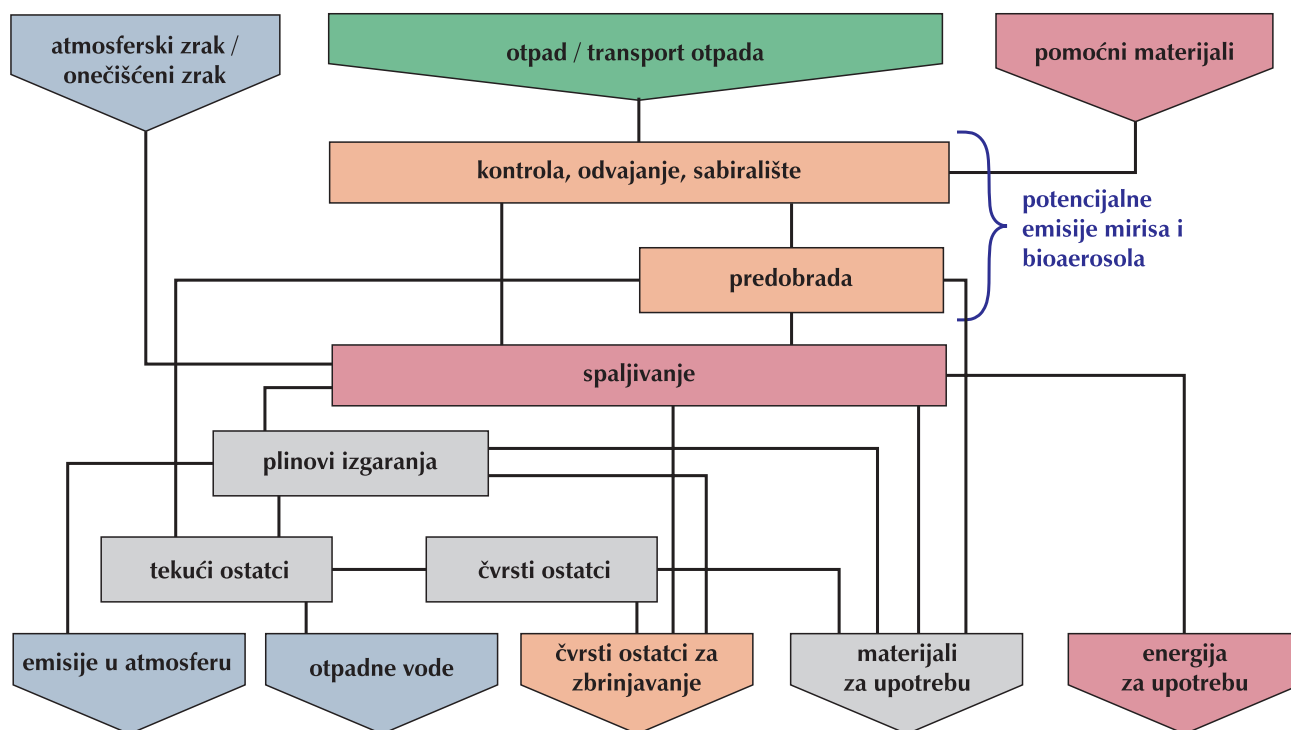 atmosferski zrak /
onečišćeni zrak
otpad / transport otpada
pomoćni materijali
kontrola, odvajanje, sabiralište
potencijalne
emisije mirisa i
bioaerosola
predobrada
spaljivanje
plinovi izgaranja
tekući ostatci
čvrsti ostatci
emisije u atmosferu
otpadne vode
čvrsti ostatci za
zbrinjavanje
materijali
za upotrebu
energija
za upotrebu